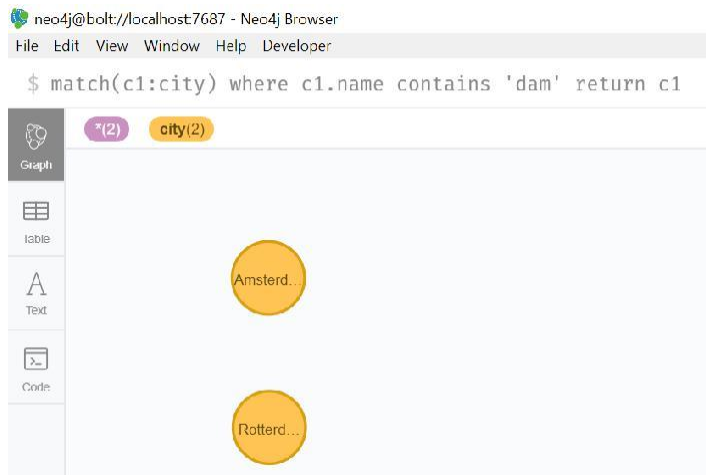 neo4j@bolt://localhost:7687 - Neo4j Browser
File Edit View Window Help Developer
$ match(c1:city) where c1.name contains 'dam' return c1
*(2) city(2)
Graph
Table
Text
Code
Amsterd...
Rotterd...